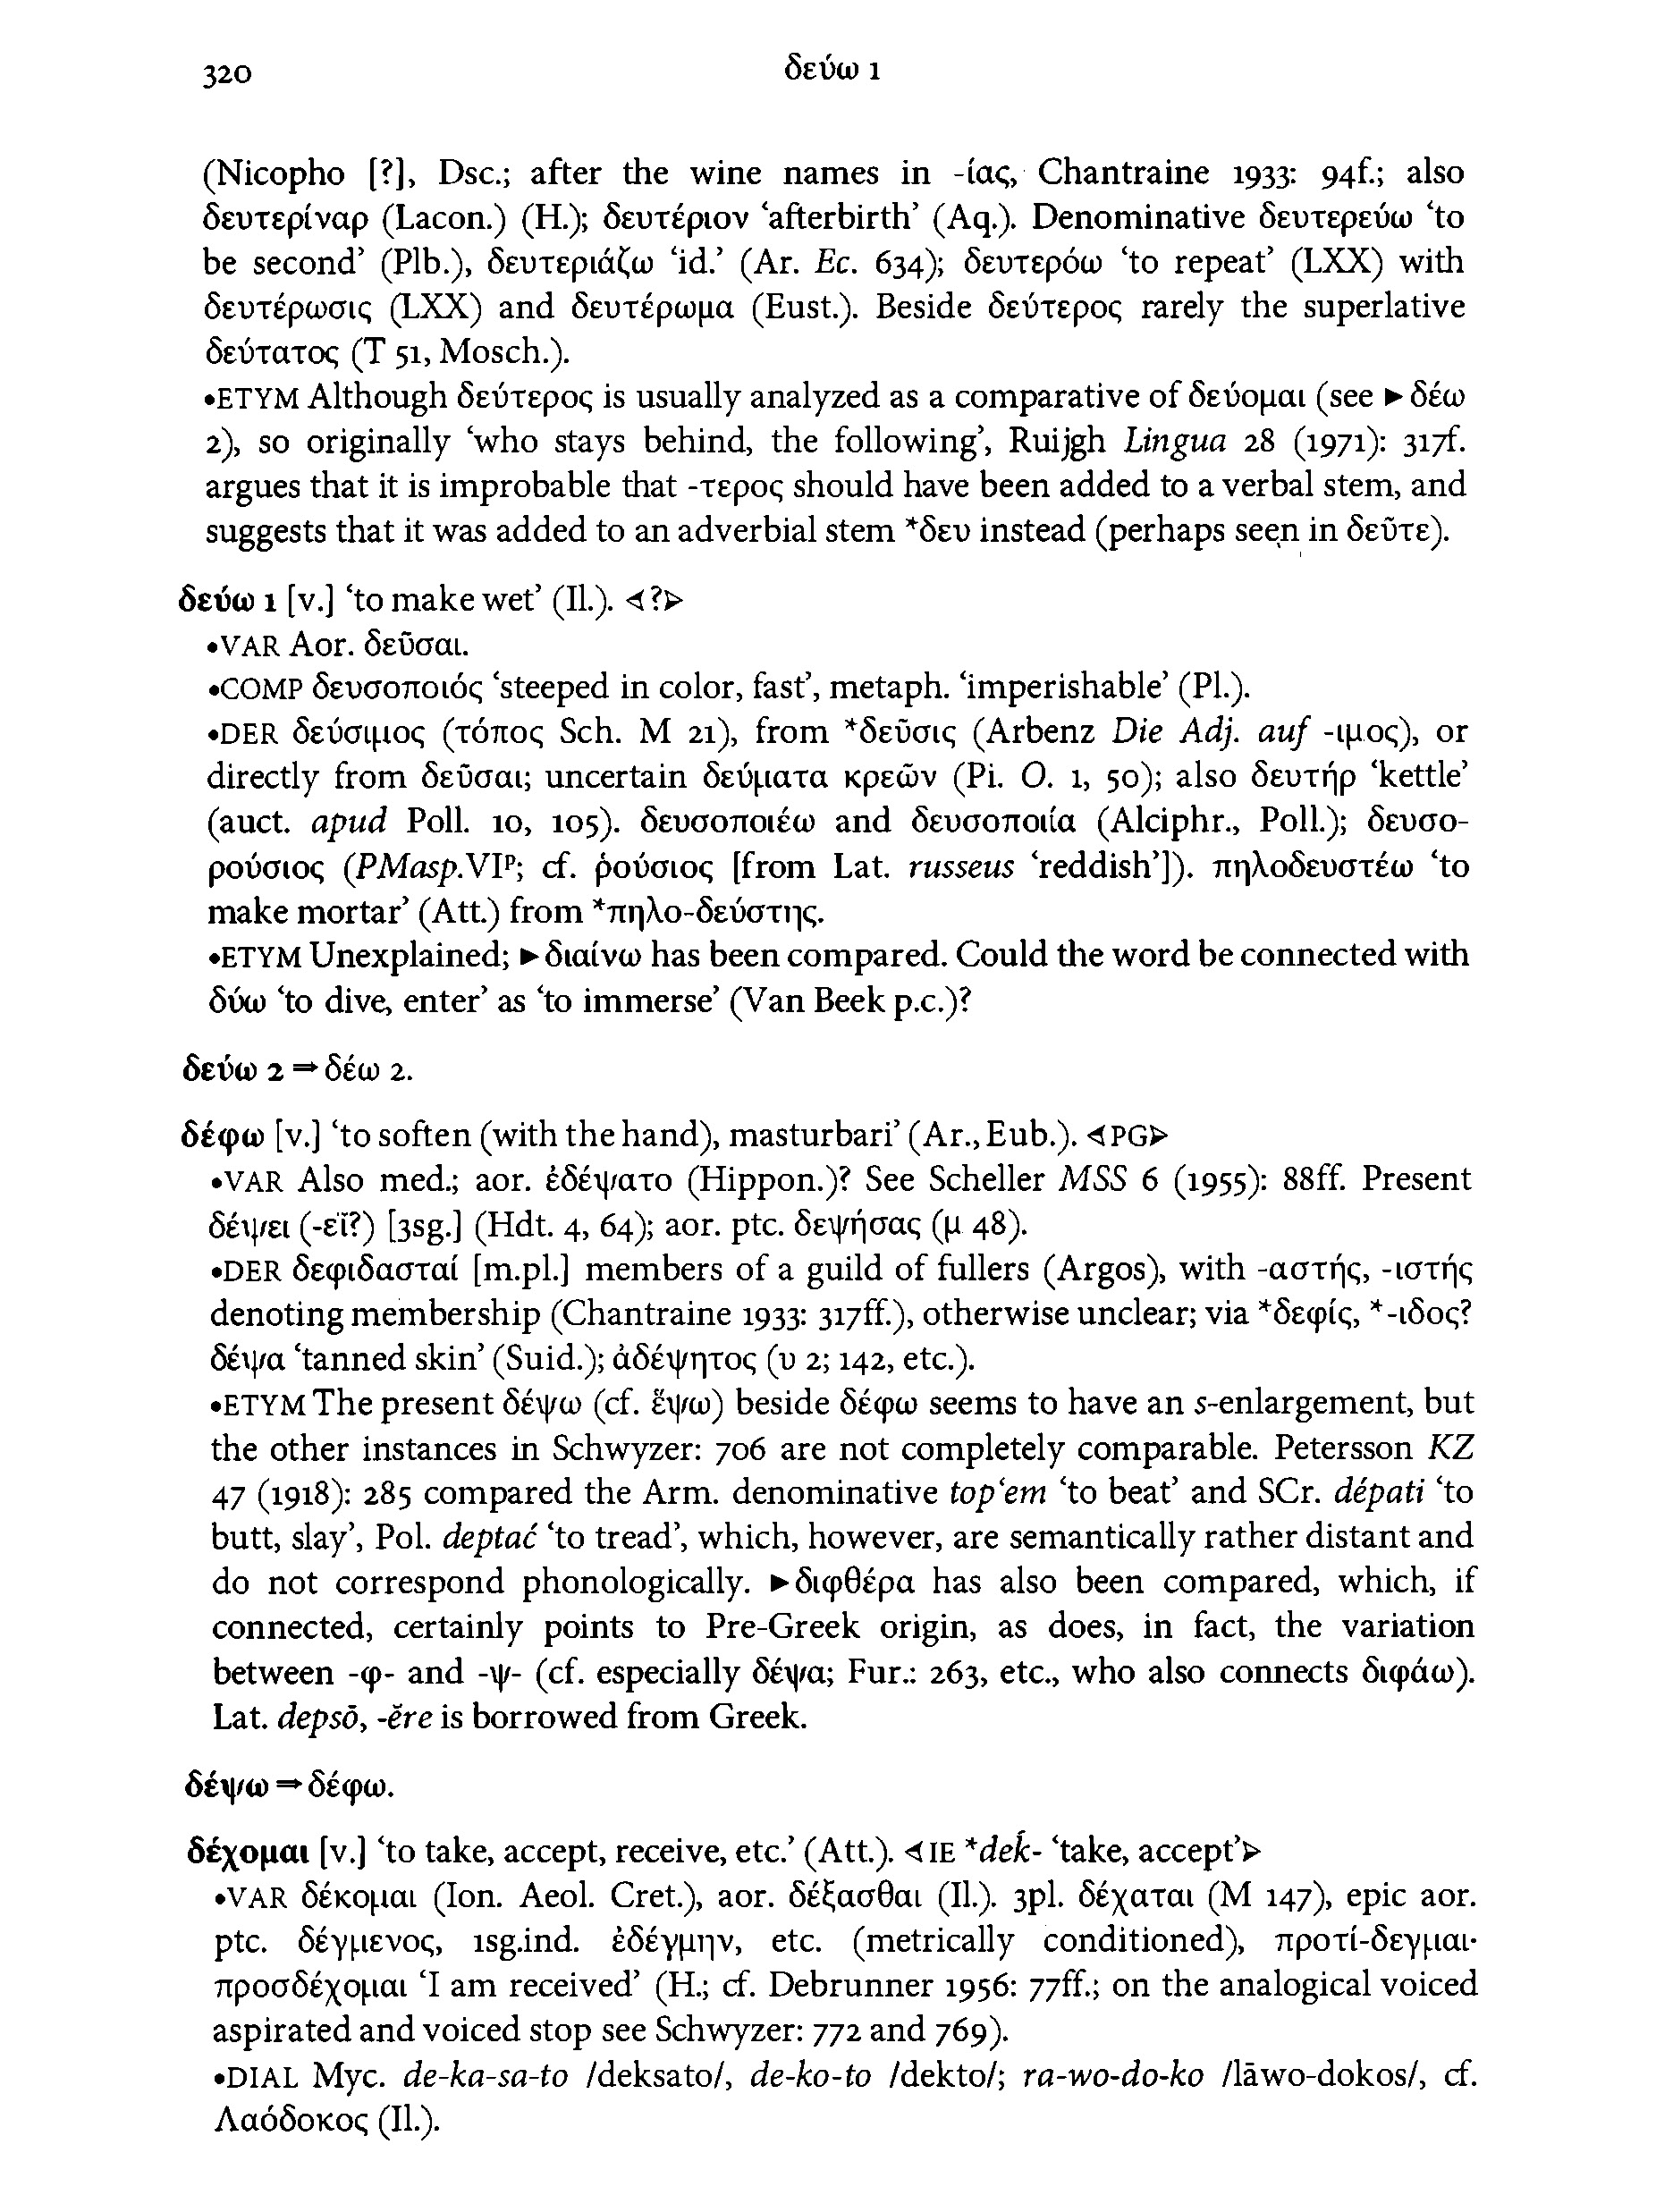 320
δεύω 1
(Nicopho [?], Dsc.; after the wine names in -ίας, Chantraine 1933: 94f.; also
δευτερίναρ (Lacon.) (H.); δευτέριον ‘afterbirth’ (Aq.). Denominative δευτερεύω ‘to
be second’ (Plb.), δευτεριάζω ‘id.’ (Ar. Ec. 634); δευτερόω ‘to repeat’ (LXX) with
δευτέρωσις (LXX) and δευτέρωμα (Eust.). Beside δεύτερος rarely the superlative
δεύτατος (Τ 51, Mosch.).
•ETYM Although δεύτερος is usually analyzed as a comparative of δεύομαι (see ►δέω
2), so originally ‘who stays behind, the following’, Ruijgh Lingua 28 (1971): 317f.
argues that it is improbable that -τερος should have been added to a verbal stem, and
suggests that it was added to an adverbial stem *δευ instead (perhaps seen in δεῦτε).
δεύω 1 [v.] ‘to make wet’ (Il.). ⊲?⊳
•VAR Aor. δεῦσαι.
•COMP δευσοποιός ‘steeped in color, fast’, metaph. ‘imperishable’ (Pl.).
•DER δεύσιμος (τόπος Sch. Μ 21), from *δεῦσις (Arbenz Die Adj. auf -ιμος), or
directly from δεῦσαι; uncertain δεύματα κρεῶν (Pi. O. 1, 50); also δευτήρ ‘kettle’
(auct. apud Poll. 10, 105). δευσοποιέω and δευσοποιία (Alciphr., Poll.); δευσο-
ρούσιος (PMasp.VIᵖ; cf. ῥούσιος [from Lat. russeus ‘reddish’]). πηλοδευστέω ‘to
make mortar’ (Att.) from *πηλο-δεύστης.
•ETYM Unexplained; ►διαίνω has been compared. Could the word be connected with
δύω ‘to dive, enter’ as ‘to immerse’ (Van Beek p.c.)?
δεύω 2 ⇒ δέω 2.
δέφω [v.] ‘to soften (with the hand), masturbari’ (Ar., Eub.). ⊲PG⊳
•VAR Also med.; aor. ἐδέψατο (Hippon.)? See Scheller MSS 6 (1955): 88ff. Present
δέψει (-εῖ?) [3sg.] (Hdt. 4, 64); aor. ptc. δεψήσας (μ 48).
•DER δεφιδασταί [m.pl.] members of a guild of fullers (Argos), with -αστής, -ιστής
denoting membership (Chantraine 1933: 317ff.), otherwise unclear; via *δεφίς, *-ιδος?
δέψα ‘tanned skin’ (Suid.); ἀδέψητος (υ 2; 142, etc.).
•ETYM The present δέψω (cf. ἕψω) beside δέφω seems to have an s-enlargement, but
the other instances in Schwyzer: 706 are not completely comparable. Petersson KZ
47 (1918): 285 compared the Arm. denominative topʻem ‘to beat’ and SCr. dépati ‘to
butt, slay’, Pol. deptać ‘to tread’, which, however, are semantically rather distant and
do not correspond phonologically. ►διφθέρα has also been compared, which, if
connected, certainly points to Pre-Greek origin, as does, in fact, the variation
between -φ- and -ψ- (cf. especially δέψα; Fur.: 263, etc., who also connects διφάω).
Lat. depsō, -ĕre is borrowed from Greek.
δέψω ⇒ δέφω.
δέχομαι [v.] ‘to take, accept, receive, etc.’ (Att.). ⊲IE *deḱ- ‘take, accept’⊳
•VAR δέκομαι (Ion. Aeol. Cret.), aor. δέξασθαι (Il.). 3pl. δέχαται (Μ 147), epic aor.
ptc. δέγμενος, 1sg.ind. ἐδέγμην, etc. (metrically conditioned), προτί-δεγμαι·
προσδέχομαι ‘I am received’ (H.; cf. Debrunner 1956: 77ff.; on the analogical voiced
aspirated and voiced stop see Schwyzer: 772 and 769).
•DIAL Myc. de-ka-sa-to /deksato/, de-ko-to /dekto/; ra-wo-do-ko /lāwo-dokos/, cf.
Λαόδοκος (Il.).